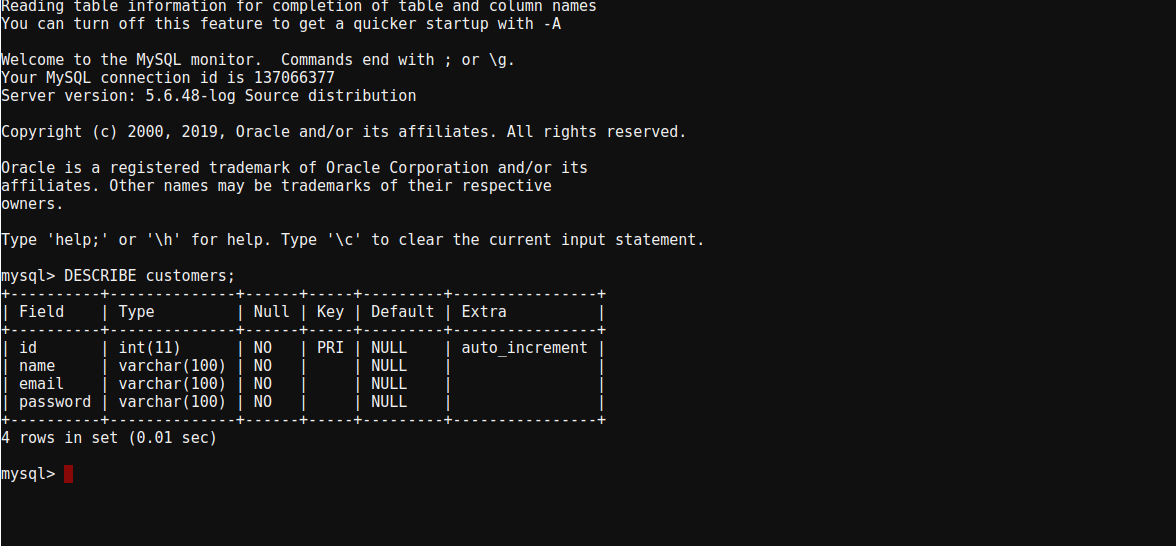 Reading table information for completion of table and column names
You can turn off this feature to get a quicker startup with -A
Welcome to the MySQL monitor.  Commands end with ; or \g.
Your MySQL connection id is 137066377
Server version: 5.6.48-log Source distribution
Copyright (c) 2000, 2019, Oracle and/or its affiliates. All rights reserved.
Oracle is a registered trademark of Oracle Corporation and/or its
affiliates. Other names may be trademarks of their respective
owners.
Type 'help;' or '\h' for help. Type '\c' to clear the current input statement.
mysql> DESCRIBE customers;
+----------+--------------+------+-----+---------+----------------+
| Field    | Type         | Null | Key | Default | Extra          |
+----------+--------------+------+-----+---------+----------------+
| id       | int(11)      | NO   | PRI | NULL    | auto_increment |
| name     | varchar(100) | NO   |     | NULL    |                |
| email    | varchar(100) | NO   |     | NULL    |                |
| password | varchar(100) | NO   |     | NULL    |                |
+----------+--------------+------+-----+---------+----------------+
4 rows in set (0.01 sec)
mysql>